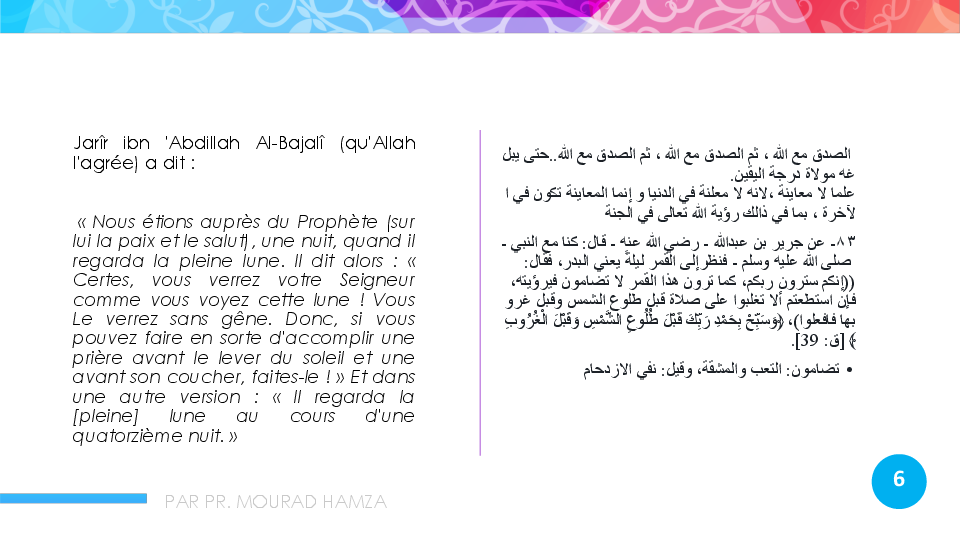 Jarîr ibn 'Abdillah Al-Bajalî (qu'Allah
l'agrée) a dit :
« Nous étions auprès du Prophète (sur
lui la paix et le salut) , une nuit, quand il
regarda la pleine lune. Il dit alors : «
Certes, vous verrez votre Seigneur
comme vous voyez cette lune ! Vous
Le verrez sans gêne. Donc, si vous
pouvez faire en sorte d'accomplir une
prière avant le lever du soleil et une
avant son coucher, faites-le ! » Et dans
une autre version : « Il regarda la
[pleine] lune au cours d'une
quatorzième nuit. »
الصدق مع الله ، ثم الصدق مع الله ، ثم الصدق مع الله..حتى يبل
غه مولاة درجة اليقين.
علما لا معاينة ،لانه لا معلنة في الدنيان و إنما المعاينة تكون في ا
لآخرة ، بما في ذالك رؤية الله تعالى في الجنة
٨٣- عن جرير بن عبدالله - رضي الله عنه - قال: كنا مع النبي -
صلى الله عليه وسلم - فنظرإلى القمر ليلةً يعني البدر، فقال:
((إنكم سترون ربكم، كما ترون هذا القمر لا تضامون فيرؤيته،
فإن استطعتم ألا تغلبوا على صلاة قبل طلوع الشمس وقبل غرو
بها فافعلوا)، ﴿وَسَبِّحْ بِحَمْدِ رَبِّكَ قَبْلَ طُلُوعِ الشَّمْسِ وَقَبْلَ الْغُرُوبِ
﴾ [ق: 39].
• تضامون: التعب والمشقة، وقيل: نفي الازدحام
6
PAR PR. MOURAD HAMZA